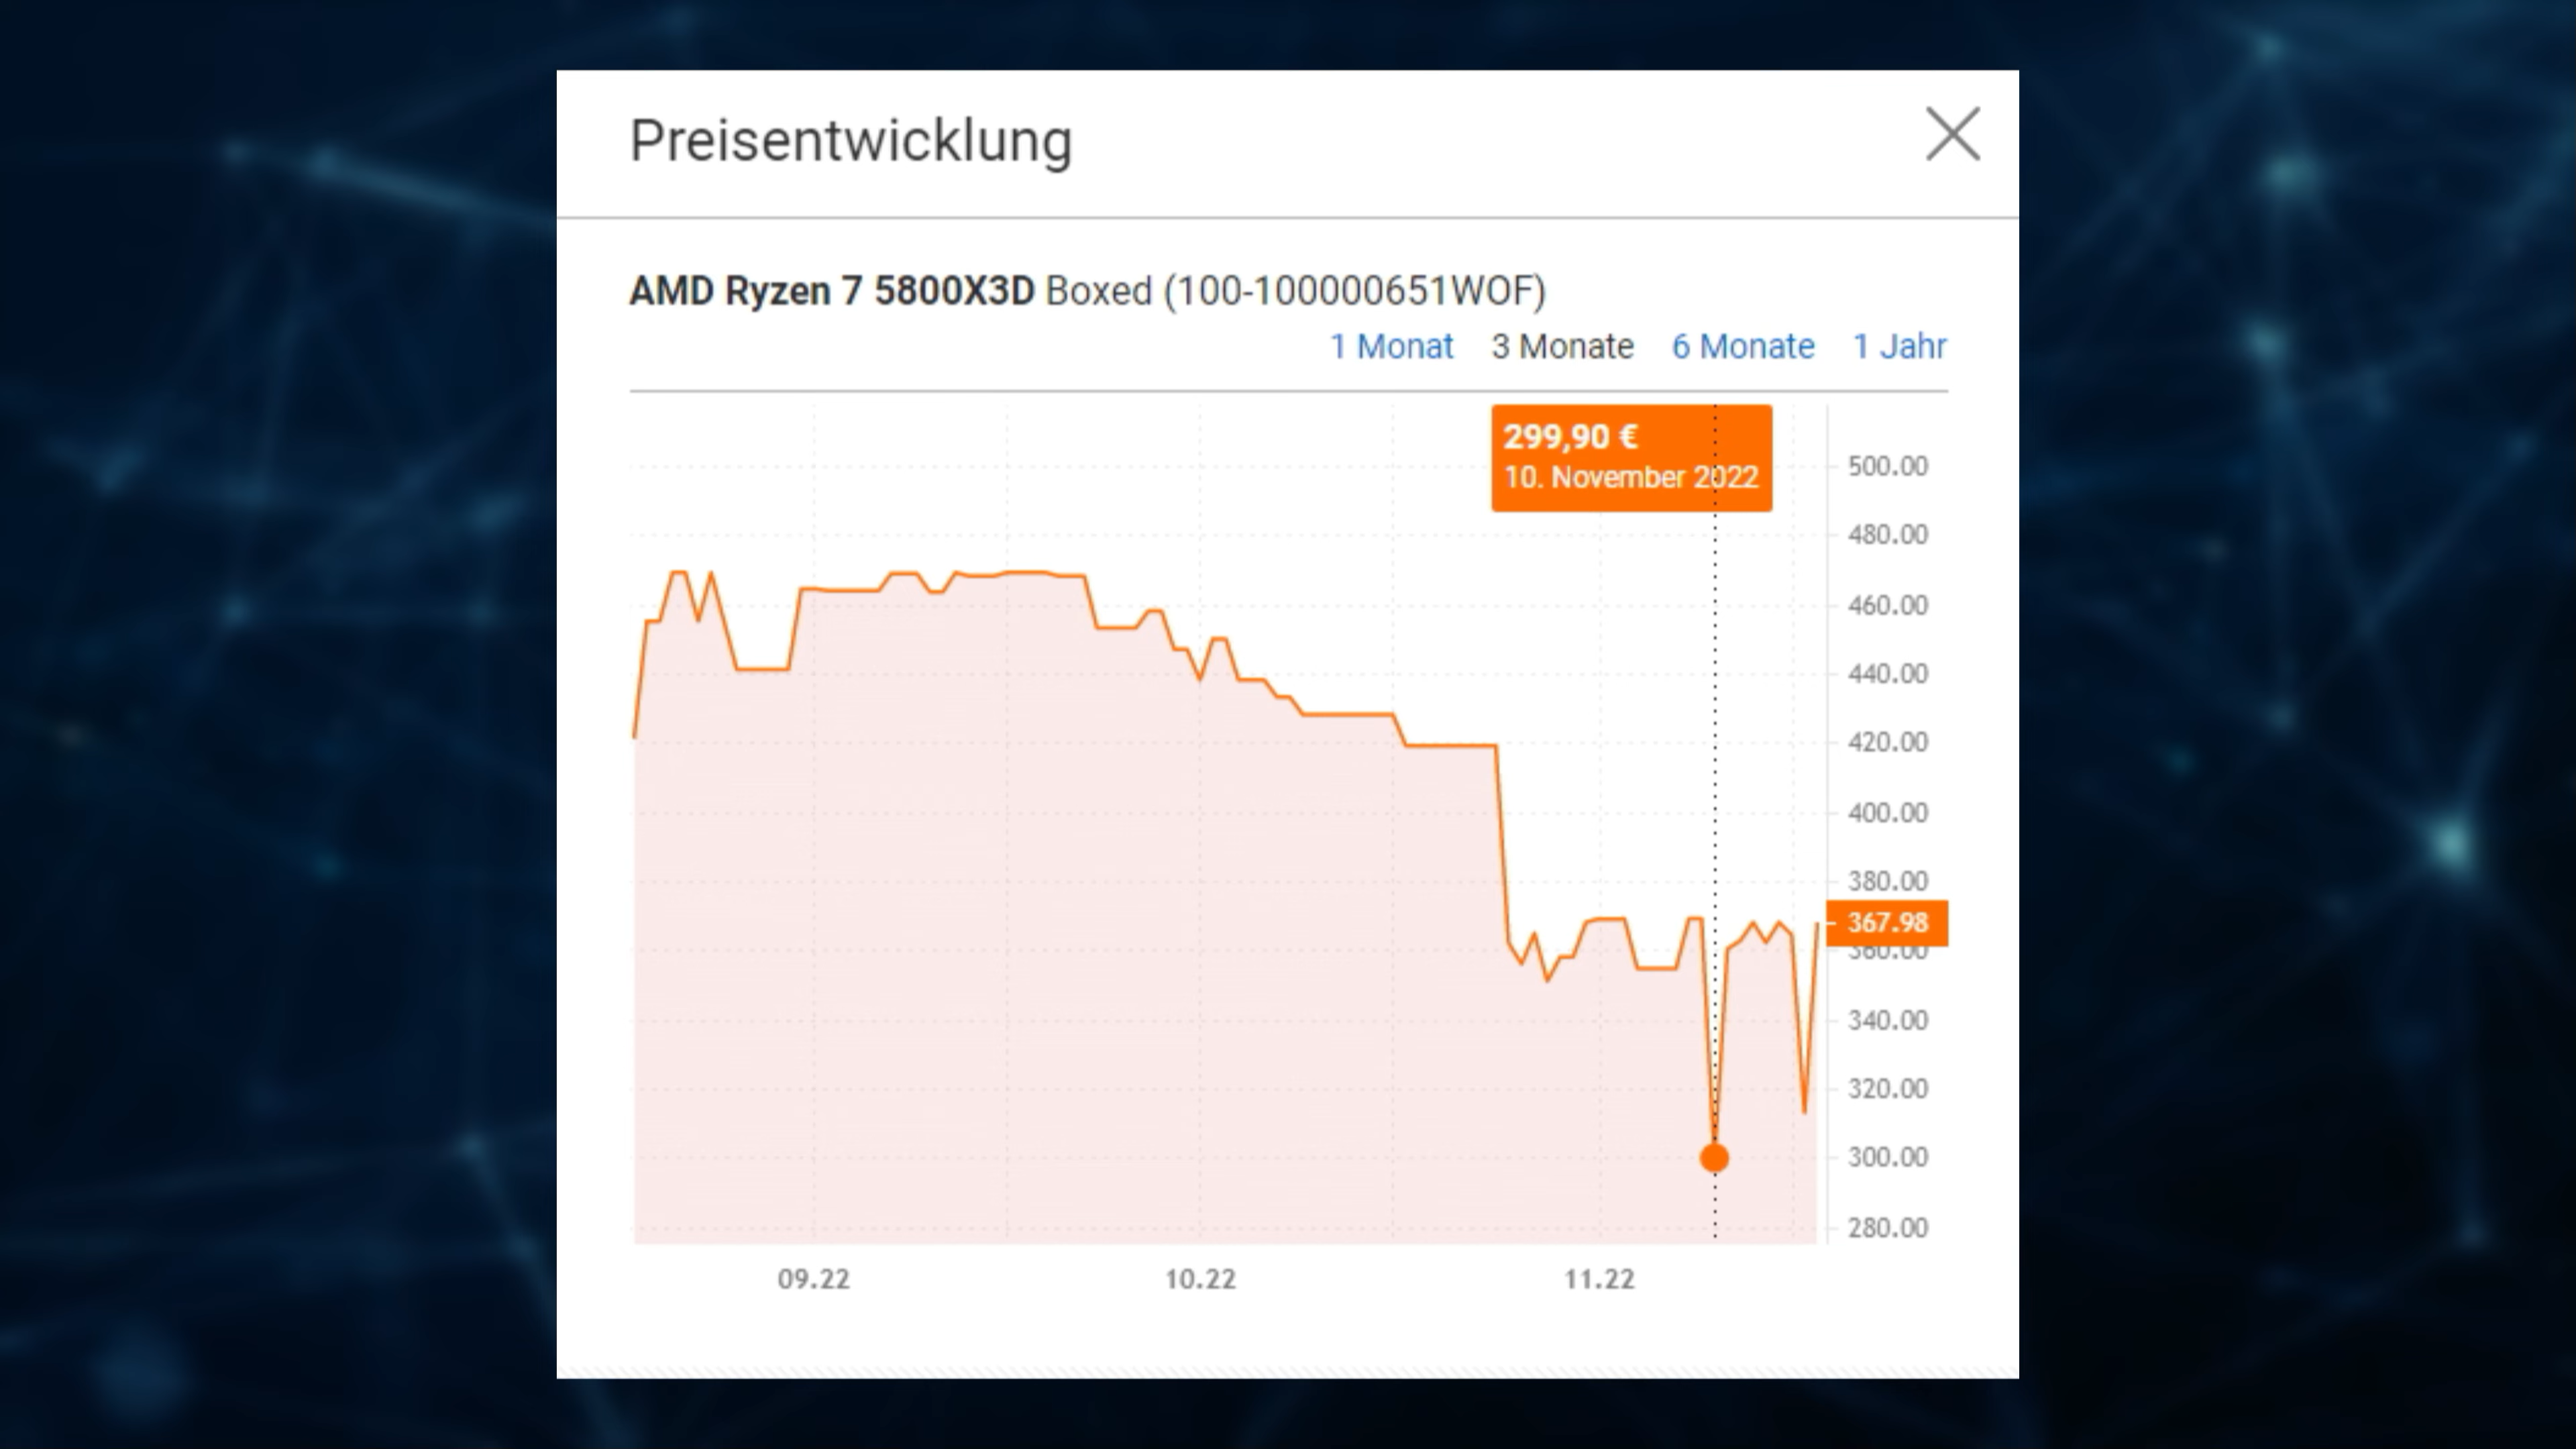 Preisentwicklung
AMD Ryzen 7 5800X3D Boxed (100-100000651WOF)
1 Monat 3 Monate 6 Monate 1 Jahr
299,90 €
10. November 2022
500.00
480.00
460.00
440.00
420.00
400.00
380.00
367.98
360.00
340.00
320.00
300.00
280.00
09.22 10.22 11.22